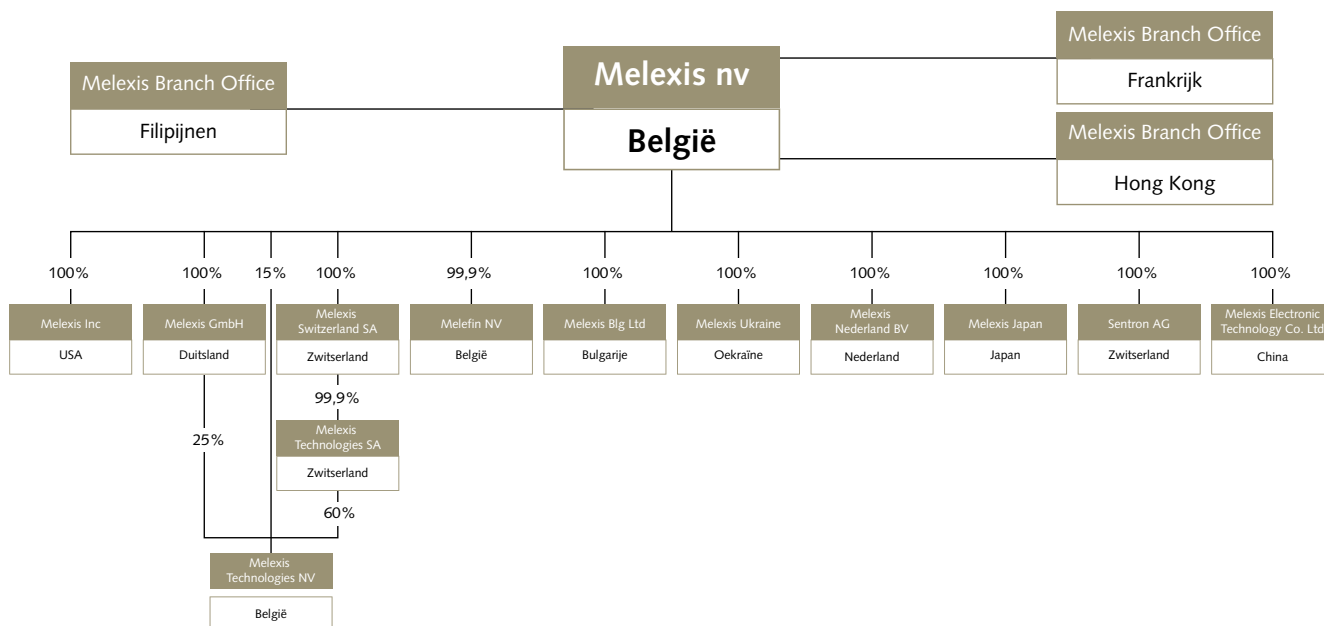 Melexis Branch Office
Filipijnen
Melexis nv
België
Melexis Branch Office
Frankrijk
Melexis Branch Office
Hong Kong
100% 100% 15% 100% 99,9% 100% 100% 100% 100% 100% 100%
Melexis Inc
USA
Melexis GmbH
Duitsland
Melexis
Switzerland SA
Zwitserland
Melefin NV
België
Melexis Blg Ltd
Bulgarije
Melexis Ukraine
Oekraïne
Melexis
Nederland BV
Nederland
Melexis Japan
Japan
Sentron AG
Zwitserland
Melexis Electronic
Technology Co. Ltd
China
99,9%
25%
Melexis
Technologies SA
Zwitserland
60%
Melexis
Technologies NV
België